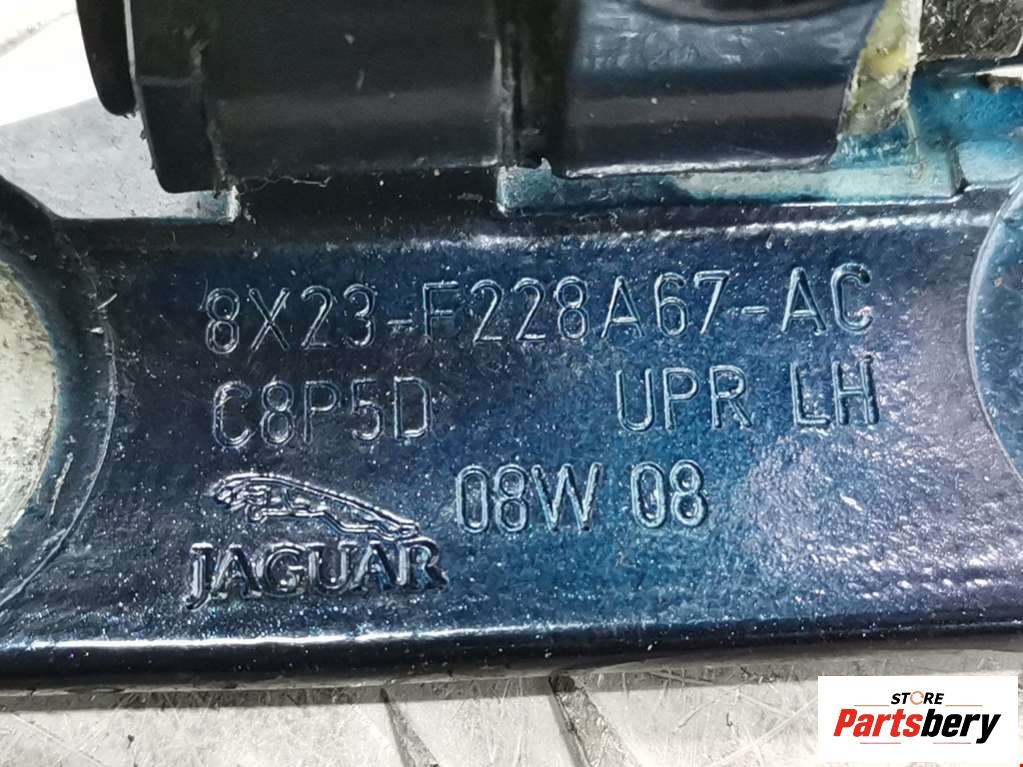 8X23-F228A67-AC
C8P5D UPR LH
08W 08
JAGUAR
STORE
Partsbery